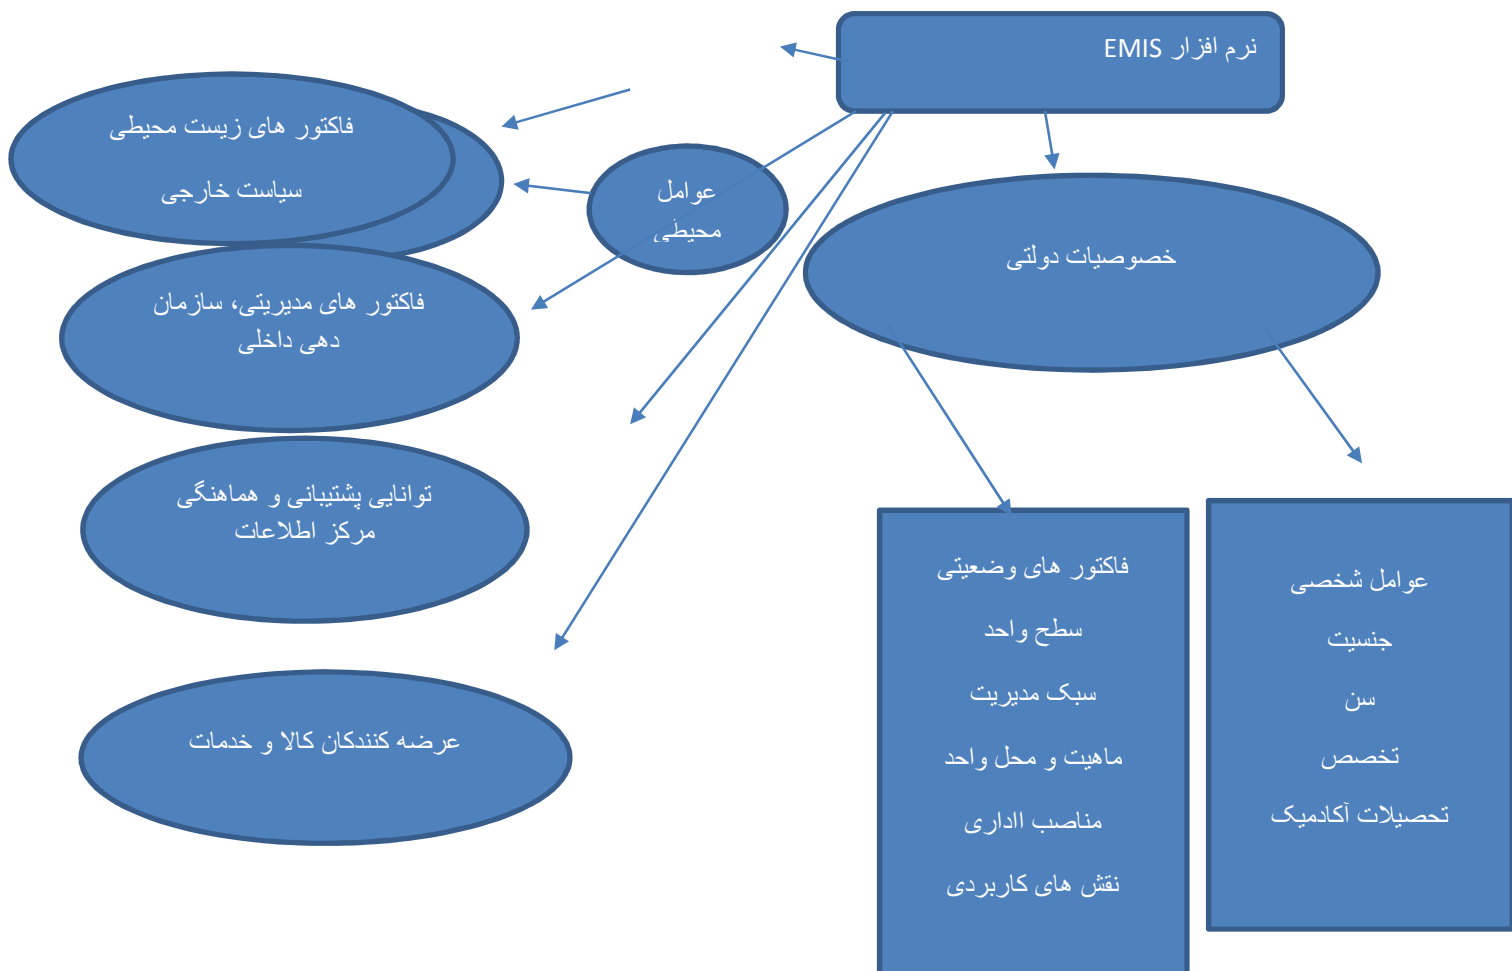 نرم افزار EMIS
فاکتور های زیست محیطی
سیاست خارجی
عوامل
محیطی
خصوصیات دولتی
فاکتور های مدیریتی، سازمان
دهی داخلی
توانایی پشتیبانی و هماهنگی
مرکز اطلاعات
عرضه کنندکان کالا و خدمات
عوامل شخصی
جنسیت
سن
تخصص
تحصیلات آکادمیک
فاکتور های وضعیتی
سطح واحد
سبک مدیریت
ماهیت و محل واحد
مناصب ااداری
نقش های کاربردی